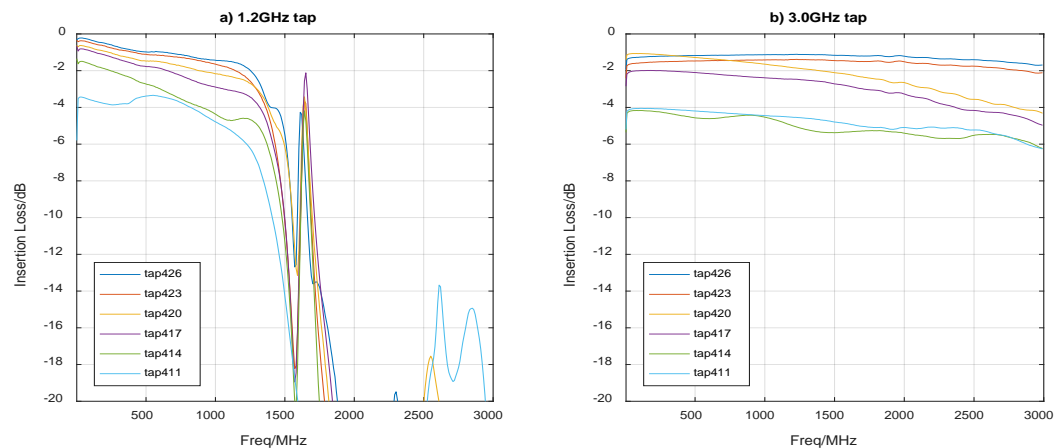 a) 1.2GHz tap
0
-2
-4
-6
-8
-10
-12
-14
-16
-18
-20
Insertion Loss/dB
tap426
tap423
tap420
tap417
tap414
tap411
500 1000 1500 2000 2500 3000
Freq/MHz
b) 3.0GHz tap
0
-2
-4
-6
-8
-10
-12
-14
-16
-18
-20
Insertion Loss/dB
tap426
tap423
tap420
tap417
tap414
tap411
500 1000 1500 2000 2500 3000
Freq/MHz